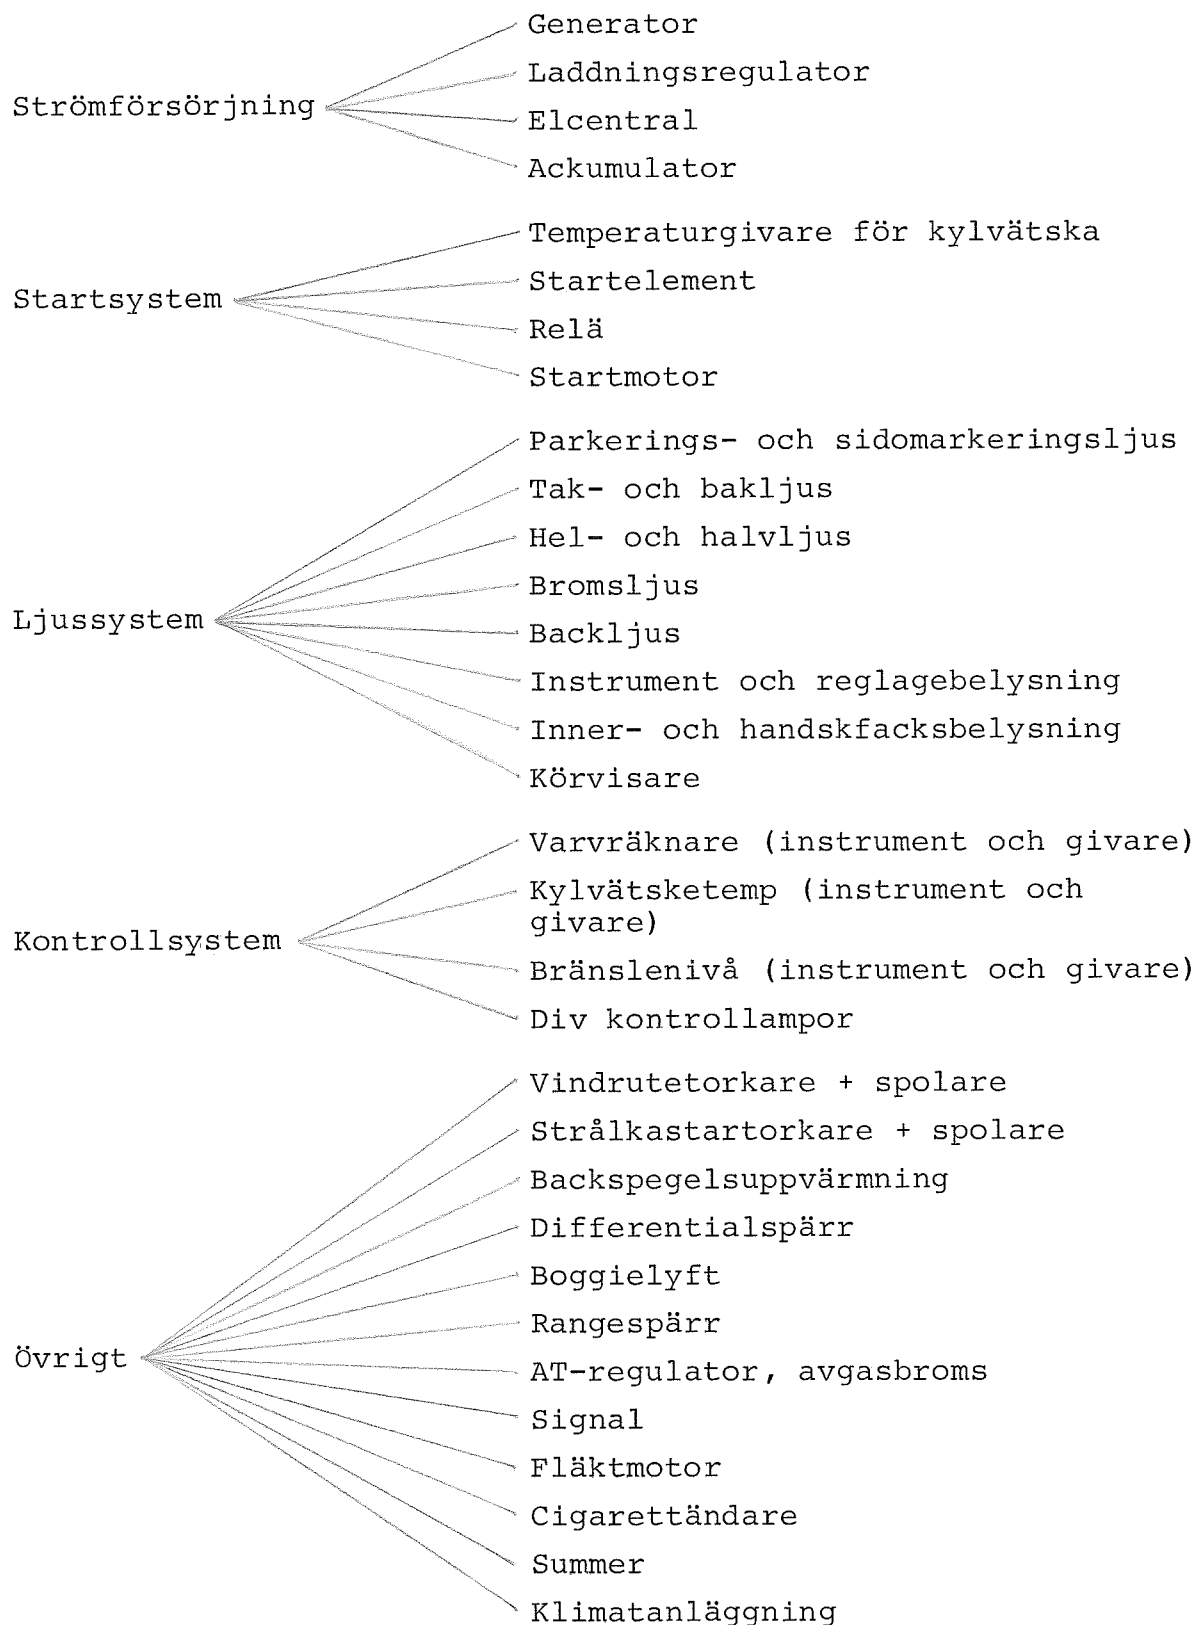 Strömförsörjning
Generator
Laddningsregulator
Elcentral
Ackumulator
Startsystem
Temperaturgivare för kylvätska
Startelement
Relä
Startmotor
Ljussystem
Parkerings- och sidomarkeringsljus
Tak- och bakljus
Hel- och halvljus
Bromsljus
Backljus
Instrument och reglagebelysning
Inner- och handskfacksbelysning
Körvisare
Kontrollsystem
Varvräknare (instrument och givare)
Kylvätsketemp (instrument och
givare)
Bränslenivå (instrument och givare)
Div kontrollampor
Övrigt
Vindrutetorkare + spolare
Strålkastartorkare + spolare
Backspegelsuppvärmning
Differentialspärr
Boggielyft
Rangespärr
AT-regulator, avgasbroms
Signal
Fläktmotor
Cigarettändare
Summer
Klimatanläggning